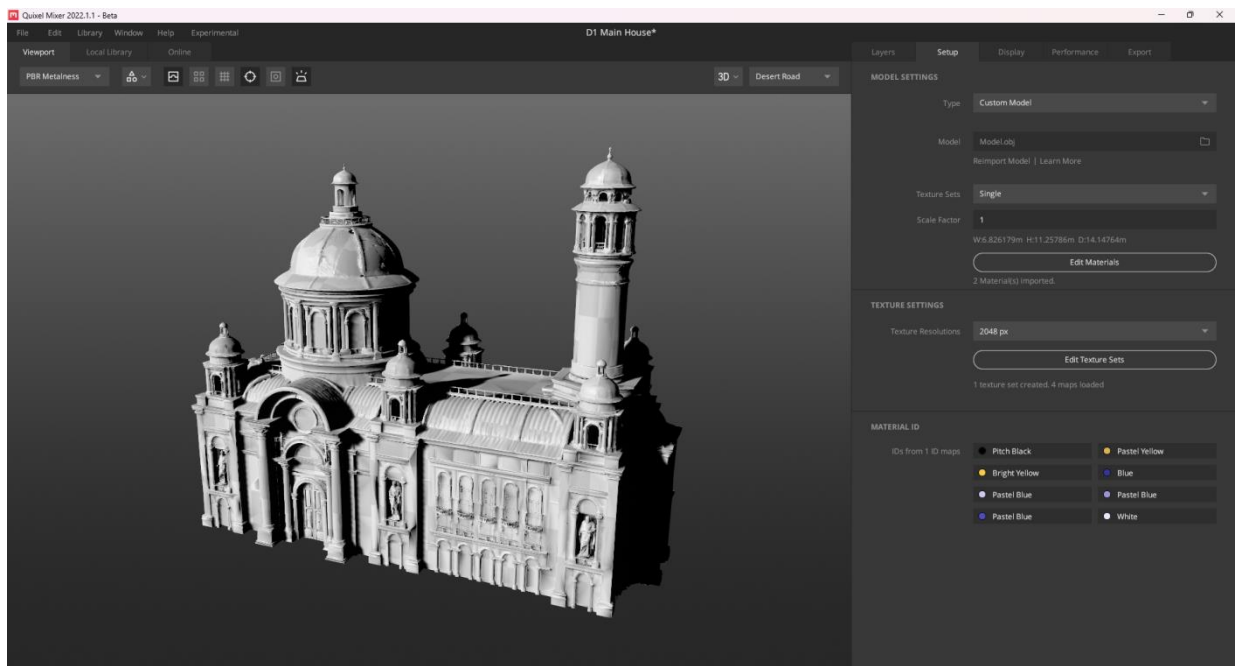 Quixel Mixer 2022.1.1 - Beta
File Edit Library Window Help Experimental
D1 Main House*
Viewport Local Library Online
Layers Setup Display Performance Export
PBR Metalness
3D Desert Road
MODEL SETTINGS
Type Custom Model
Model Model.obj
Reimport Model | Learn More
Texture Sets Single
Scale Factor 1
W:6.826179m H:11.25786m D:14.14764m
Edit Materials
2 Material(s) imported.
TEXTURE SETTINGS
Texture Resolutions 2048 px
Edit Texture Sets
1 texture set created. 4 maps loaded
MATERIAL ID
IDs from 1 ID maps Pitch Black Pastel Yellow
Bright Yellow Blue
Pastel Blue Pastel Blue
Pastel Blue White